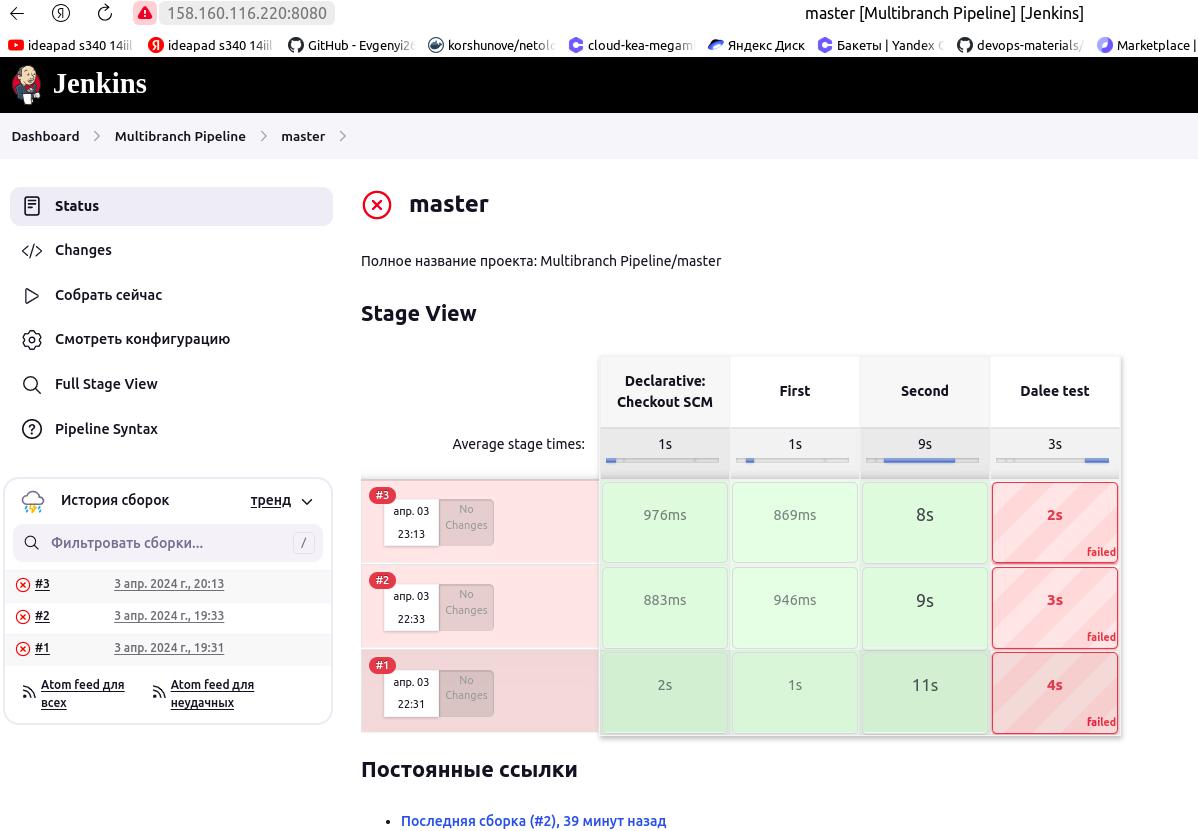 158.160.116.220:8080
master [Multibranch Pipeline] [Jenkins]
ideapad s340 14iil
ideapad s340 14iil
GitHub - Evgenyi26
korshunove/netolo
cloud-kea-megam
Яндекс Диск
Бакеты | Yandex C
devops-materials/
Marketplace |
Jenkins
Dashboard
Multibranch Pipeline
master
Status
Changes
Собрать сейчас
Смотреть конфигурацию
Full Stage View
Pipeline Syntax
История сборок
тренд
Фильтровать сборки...
/
#3
3 апр. 2024 г., 20:13
#2
3 апр. 2024 г., 19:33
#1
3 апр. 2024 г., 19:31
Atom feed для
всех
Atom feed для
неудачных
master
Полное название проекта: Multibranch Pipeline/master
Stage View
Declarative:
Checkout SCM
First
Second
Dalee test
Average stage times:
1s
1s
9s
3s
#3
апр. 03
23:13
No
Changes
976ms
869ms
8s
2s
failed
#2
апр. 03
22:33
No
Changes
883ms
946ms
9s
3s
failed
#1
апр. 03
22:31
No
Changes
2s
1s
11s
4s
failed
Постоянные ссылки
Последняя сборка (#2), 39 минут назад